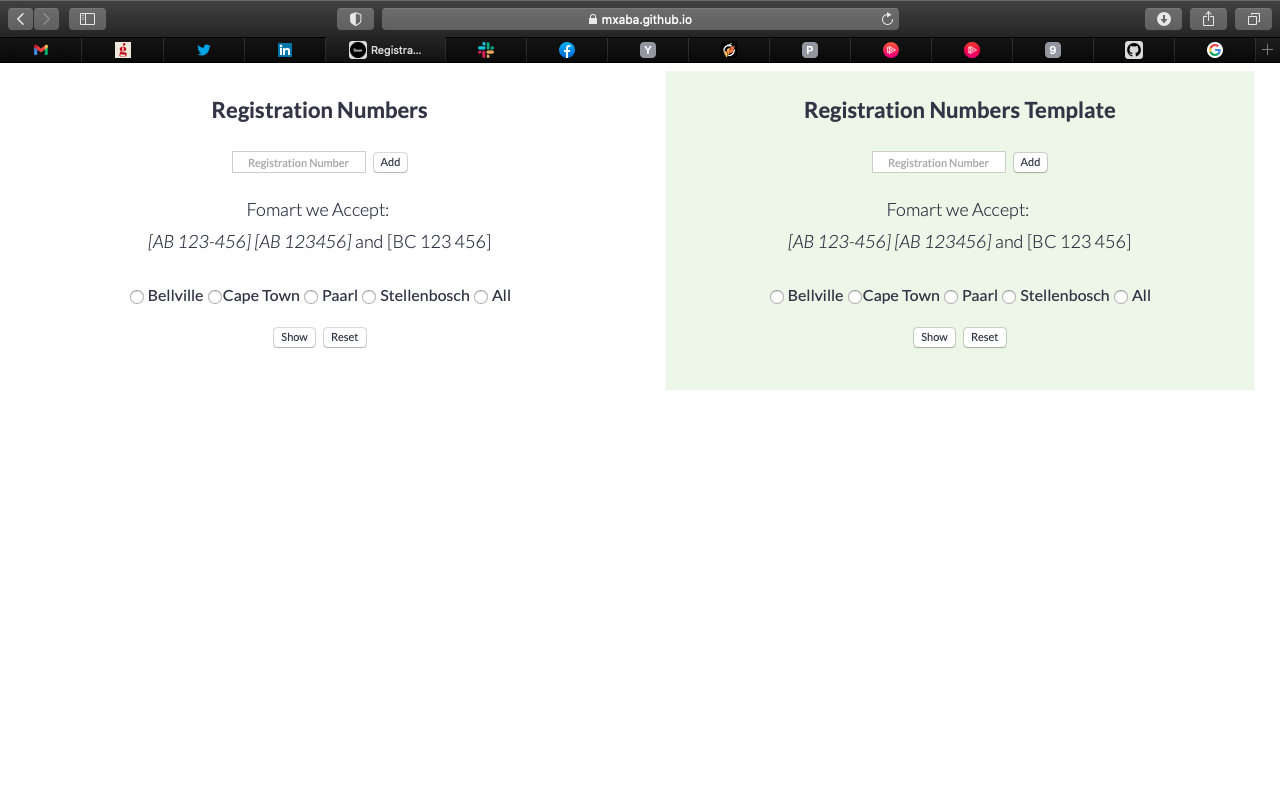 mxaba.github.io
Registra...
Y
P
9
Registration Numbers
Registration Number Add
Fomart we Accept:
[AB 123-456] [AB 123456] and [BC 123 456]
Bellville Cape Town Paarl Stellenbosch All
Show Reset
Registration Numbers Template
Registration Number Add
Fomart we Accept:
[AB 123-456] [AB 123456] and [BC 123 456]
Bellville Cape Town Paarl Stellenbosch All
Show Reset